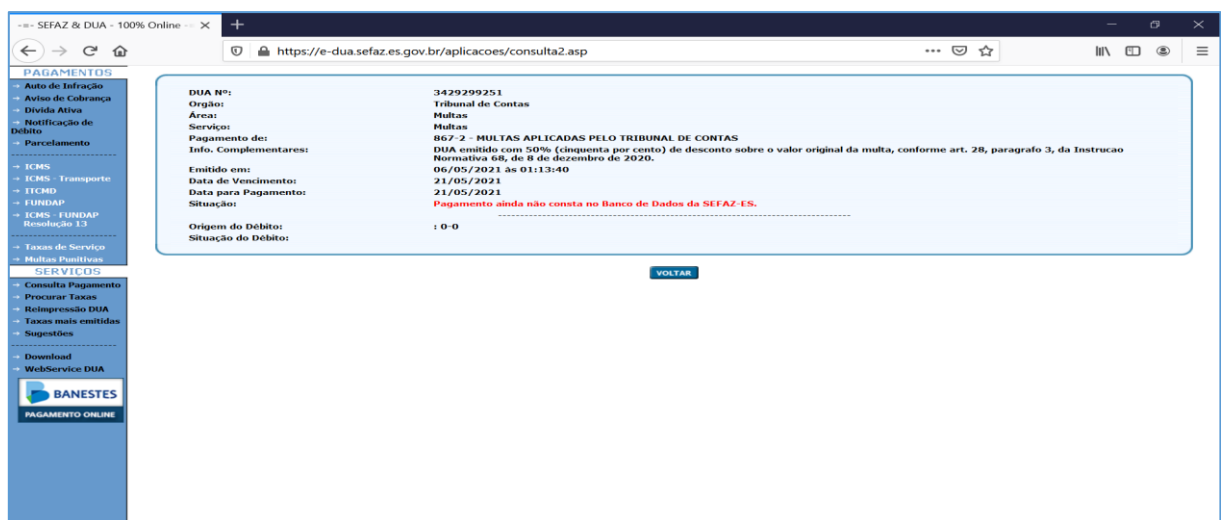 -=- SEFAZ & DUA - 100% Online -=
https://e-dua.sefaz.es.gov.br/aplicacoes/consulta2.asp
PAGAMENTOS
→ Auto de Infração
→ Aviso de Cobrança
→ Dívida Ativa
→ Notificação de
Débito
→ Parcelamento
→ ICMS
→ ICMS - Transporte
→ ITCMD
→ FUNDAP
→ ICMS - FUNDAP
Resolução 13
→ Taxas de Serviço
→ Multas Punitivas
SERVIÇOS
→ Consulta Pagamento
→ Procurar Taxas
→ Reimpressão DUA
→ Taxas mais emitidas
→ Sugestões
→ Download
→ WebService DUA
BANESTES
PAGAMENTO ONLINE
DUA Nº: 3429299251
Orgão: Tribunal de Contas
Área: Multas
Serviço: Multas
Pagamento de: 867-2 - MULTAS APLICADAS PELO TRIBUNAL DE CONTAS
Info. Complementares: DUA emitido com 50% (cinquenta por cento) de desconto sobre o valor original da multa, conforme art. 28, paragrafo 3, da Instrucao
Normativa 68, de 8 de dezembro de 2020.
Emitido em: 06/05/2021 às 01:13:40
Data de Vencimento: 21/05/2021
Data para Pagamento: 21/05/2021
Situação: Pagamento ainda não consta no Banco de Dados da SEFAZ-ES.
Origem do Débito: : 0-0
Situação do Débito:
VOLTAR